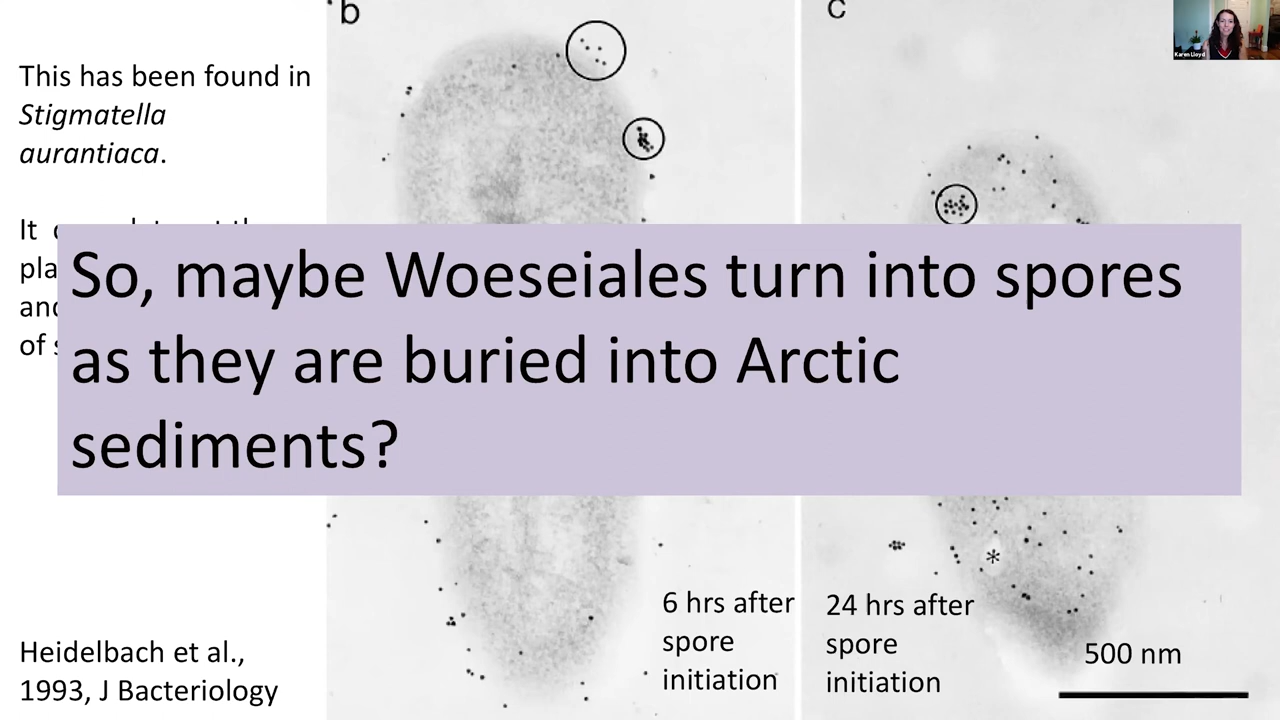 b
c
Karen Lloyd
This has been found in
Stigmatella
aurantiaca.
It
pla
and
of
So, maybe Woeseiales turn into spores
as they are buried into Arctic
sediments?
*
6 hrs after
spore
initiation
24 hrs after
spore
initiation
500 nm
Heidelbach et al.,
1993, J Bacteriology